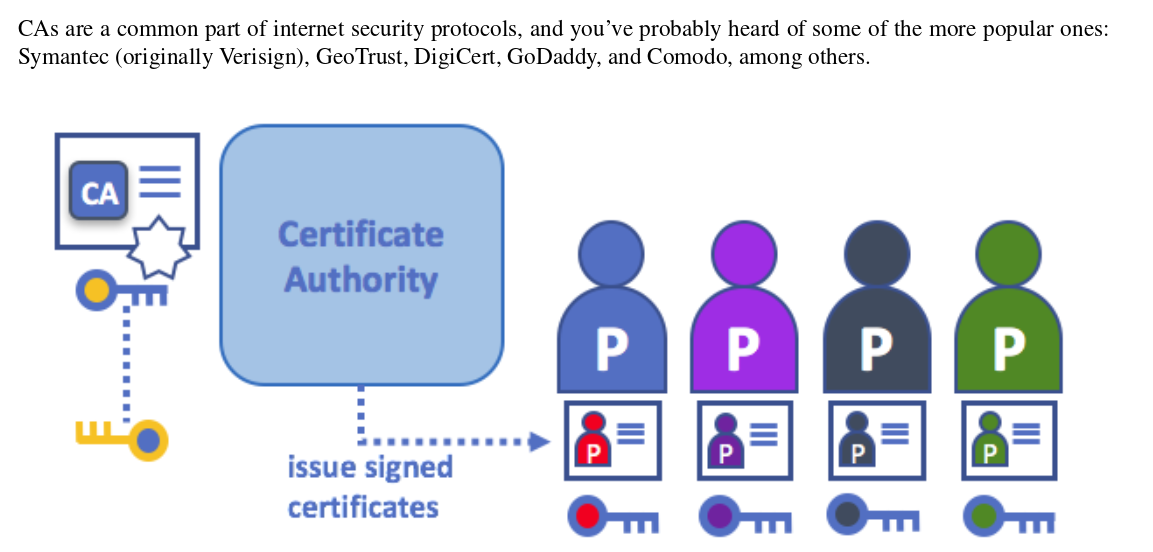 CAs are a common part of internet security protocols, and you’ve probably heard of some of the more popular ones:
Symantec (originally Verisign), GeoTrust, DigiCert, GoDaddy, and Comodo, among others.
CA
Certificate
Authority
issue signed
certificates
P
P
P
P
P
P
P
P